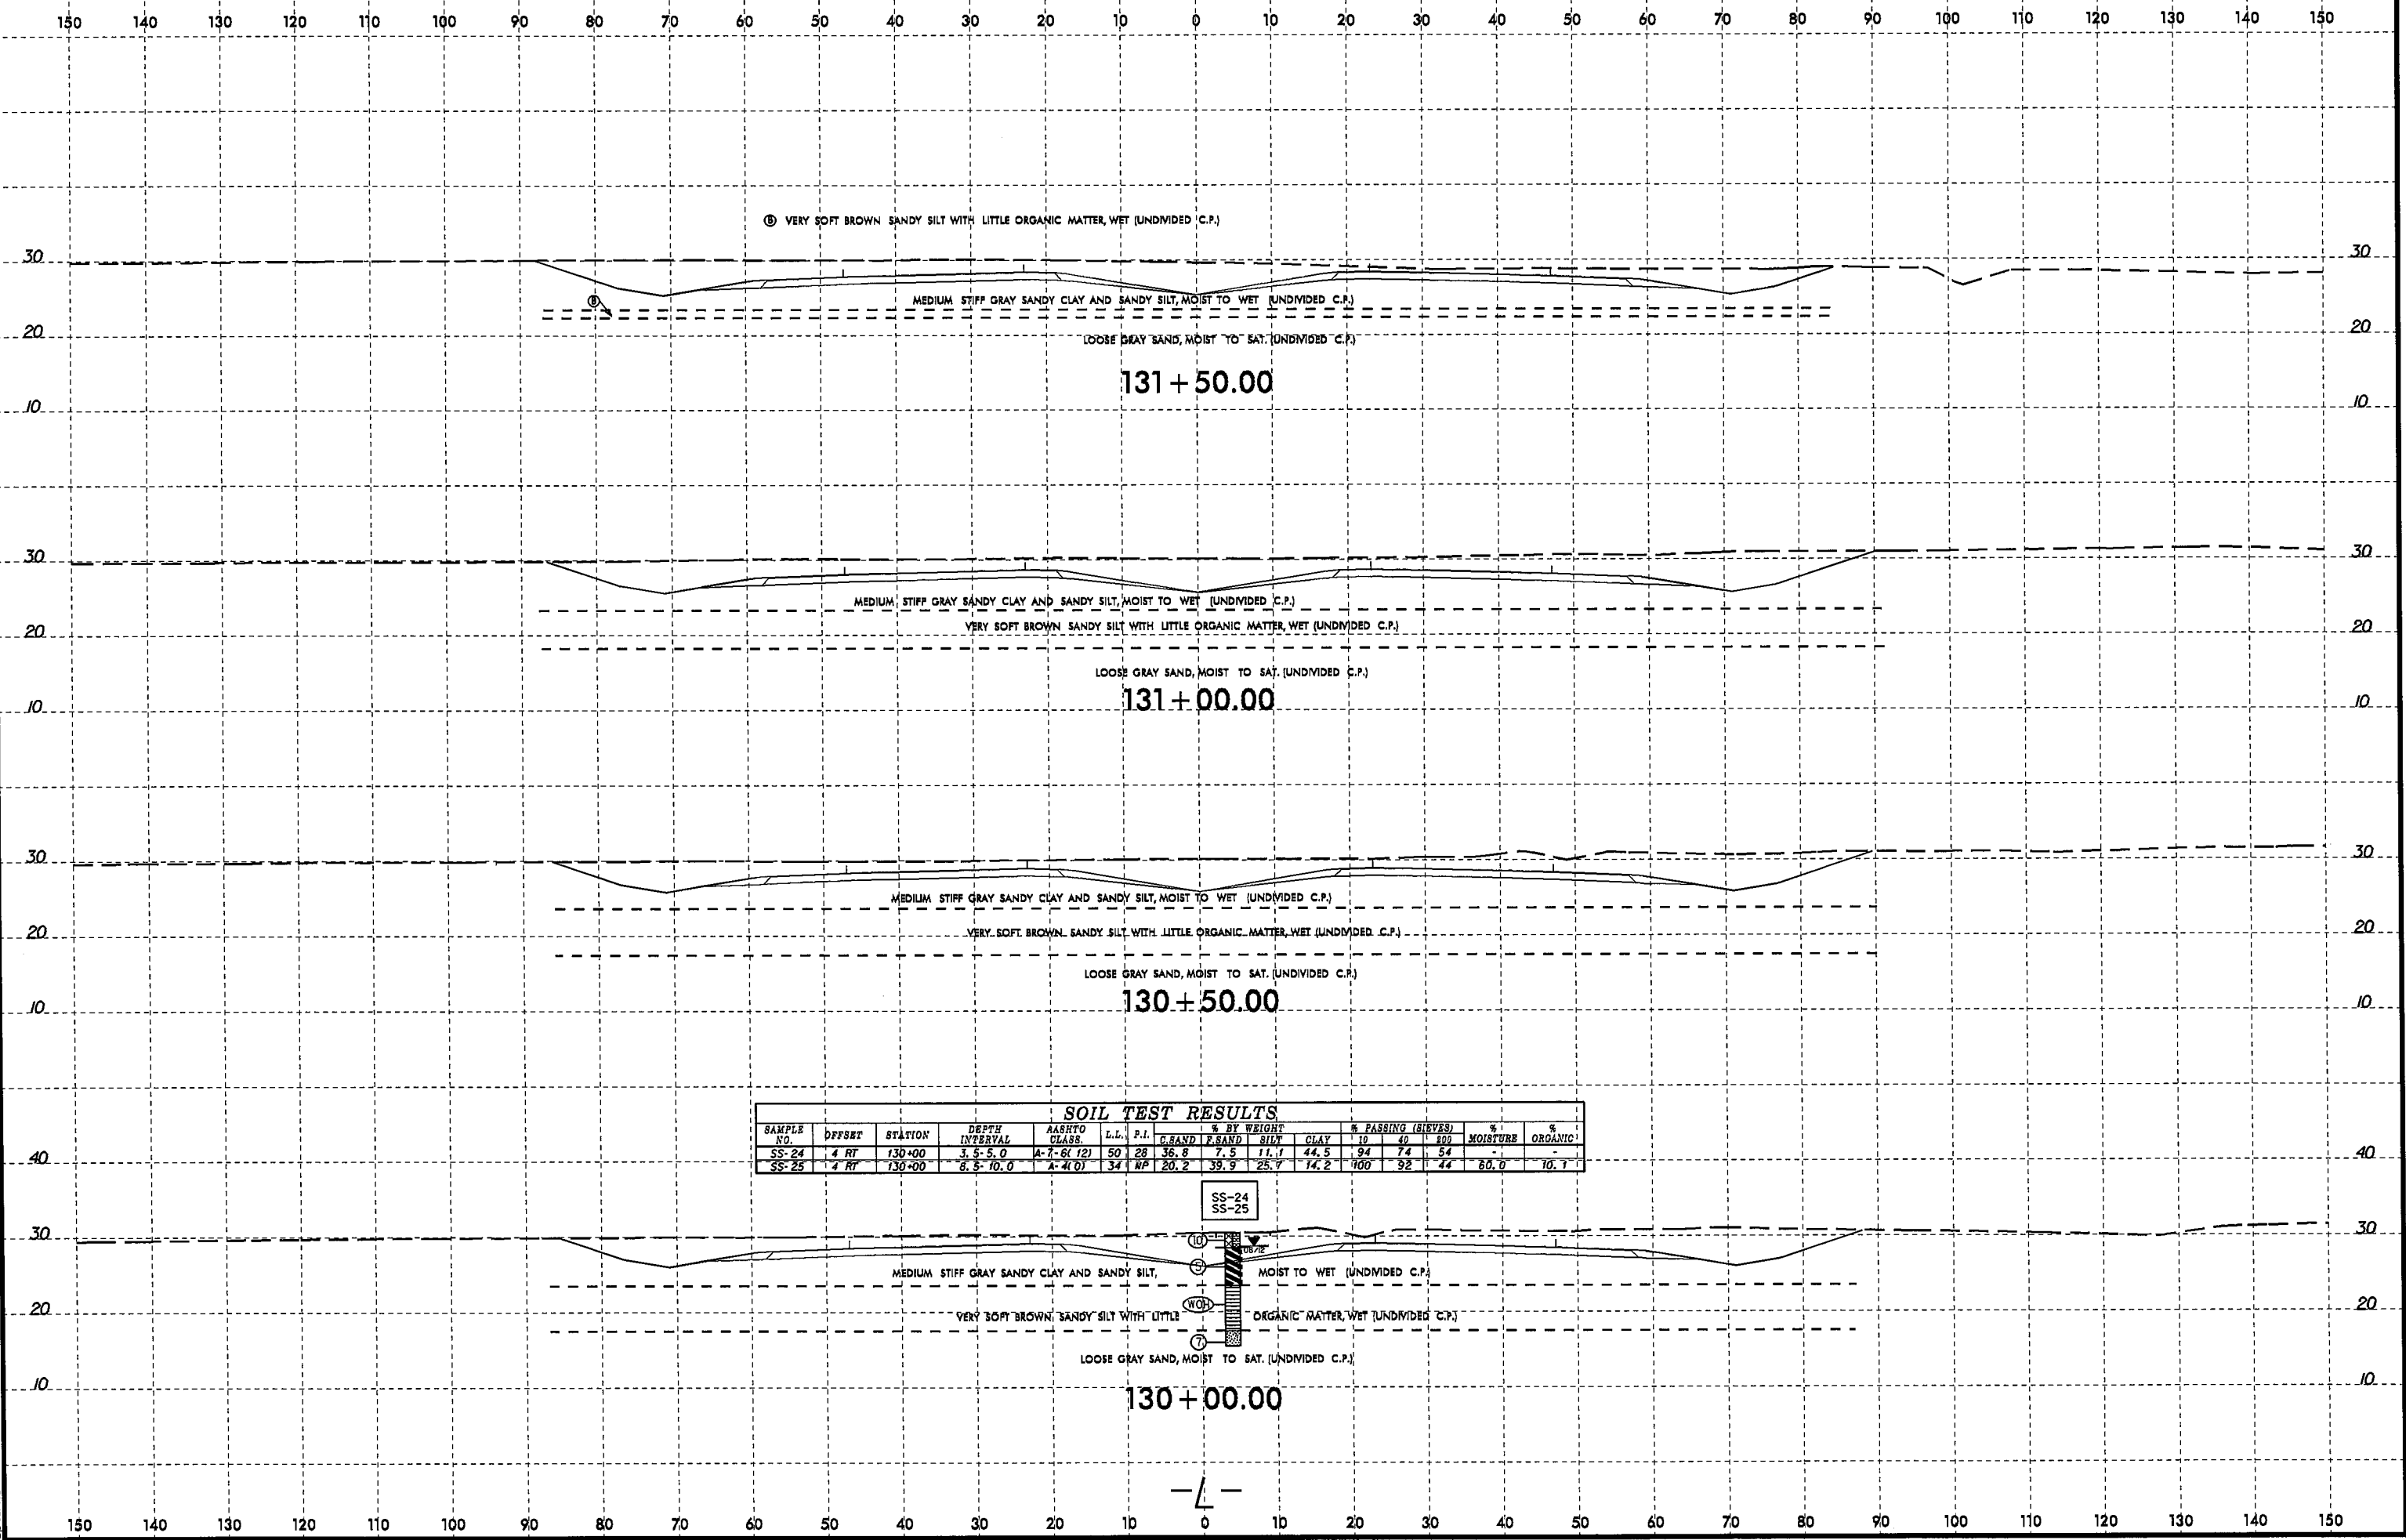 150 140 130 120 110 100 90 80 70 60 50 40 30 20 10 0 10 20 30 40 50 60 70 80 90 100 110 120 130 140 150
Ⓑ VERY SOFT BROWN SANDY SILT WITH LITTLE ORGANIC MATTER, WET (UNDIVIDED C.P.)
30 30
Ⓑ MEDIUM STIFF GRAY SANDY CLAY AND SANDY SILT, MOIST TO WET (UNDIVIDED C.P.)
20 20
LOOSE GRAY SAND, MOIST TO SAT. (UNDIVIDED C.P.)
131+50.00
10 10
30 30
MEDIUM STIFF GRAY SANDY CLAY AND SANDY SILT, MOIST TO WET (UNDIVIDED C.P.)
20 VERY SOFT BROWN SANDY SILT WITH LITTLE ORGANIC MATTER, WET (UNDIVIDED C.P.) 20
LOOSE GRAY SAND, MOIST TO SAT. (UNDIVIDED C.P.)
131+00.00
10 10
30 30
MEDIUM STIFF GRAY SANDY CLAY AND SANDY SILT, MOIST TO WET (UNDIVIDED C.P.)
20 VERY SOFT BROWN SANDY SILT WITH LITTLE ORGANIC MATTER, WET (UNDIVIDED C.P.) 20
LOOSE GRAY SAND, MOIST TO SAT. (UNDIVIDED C.P.)
130+50.00
10 10
SOIL TEST RESULTS
SAMPLE NO. OFFSET STATION DEPTH INTERVAL AASHTO CLASS. L.L. P.I. % BY WEIGHT C.SAND F.SAND SILT CLAY % PASSING (SIEVES) 10 40 200 % MOISTURE % ORGANIC
SS-24 4 RT 130+00 3.5-5.0 A-7-6(12) 50 28 36.8 7.5 11.1 44.5 94 74 54 - -
SS-25 4 RT 130+00 8.5-10.0 A-4(0) 34 NP 20.2 39.9 25.7 14.2 100 92 44 60.0 10.1
40 40
SS-24
SS-25
30 30
10
5
MEDIUM STIFF GRAY SANDY CLAY AND SANDY SILT, MOIST TO WET (UNDIVIDED C.P.)
20 WOH 20
VERY SOFT BROWN SANDY SILT WITH LITTLE ORGANIC MATTER, WET (UNDIVIDED C.P.)
7
LOOSE GRAY SAND, MOIST TO SAT. (UNDIVIDED C.P.)
10 10
130+00.00
-L-
150 140 130 120 110 100 90 80 70 60 50 40 30 20 10 0 10 20 30 40 50 60 70 80 90 100 110 120 130 140 150